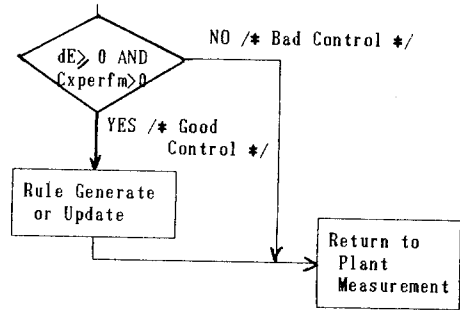 dE≥ 0 AND
Cxperfm>0
NO /* Bad Control */
YES /* Good
Control */
Rule Generate
or Update
Return to
Plant
Measurement